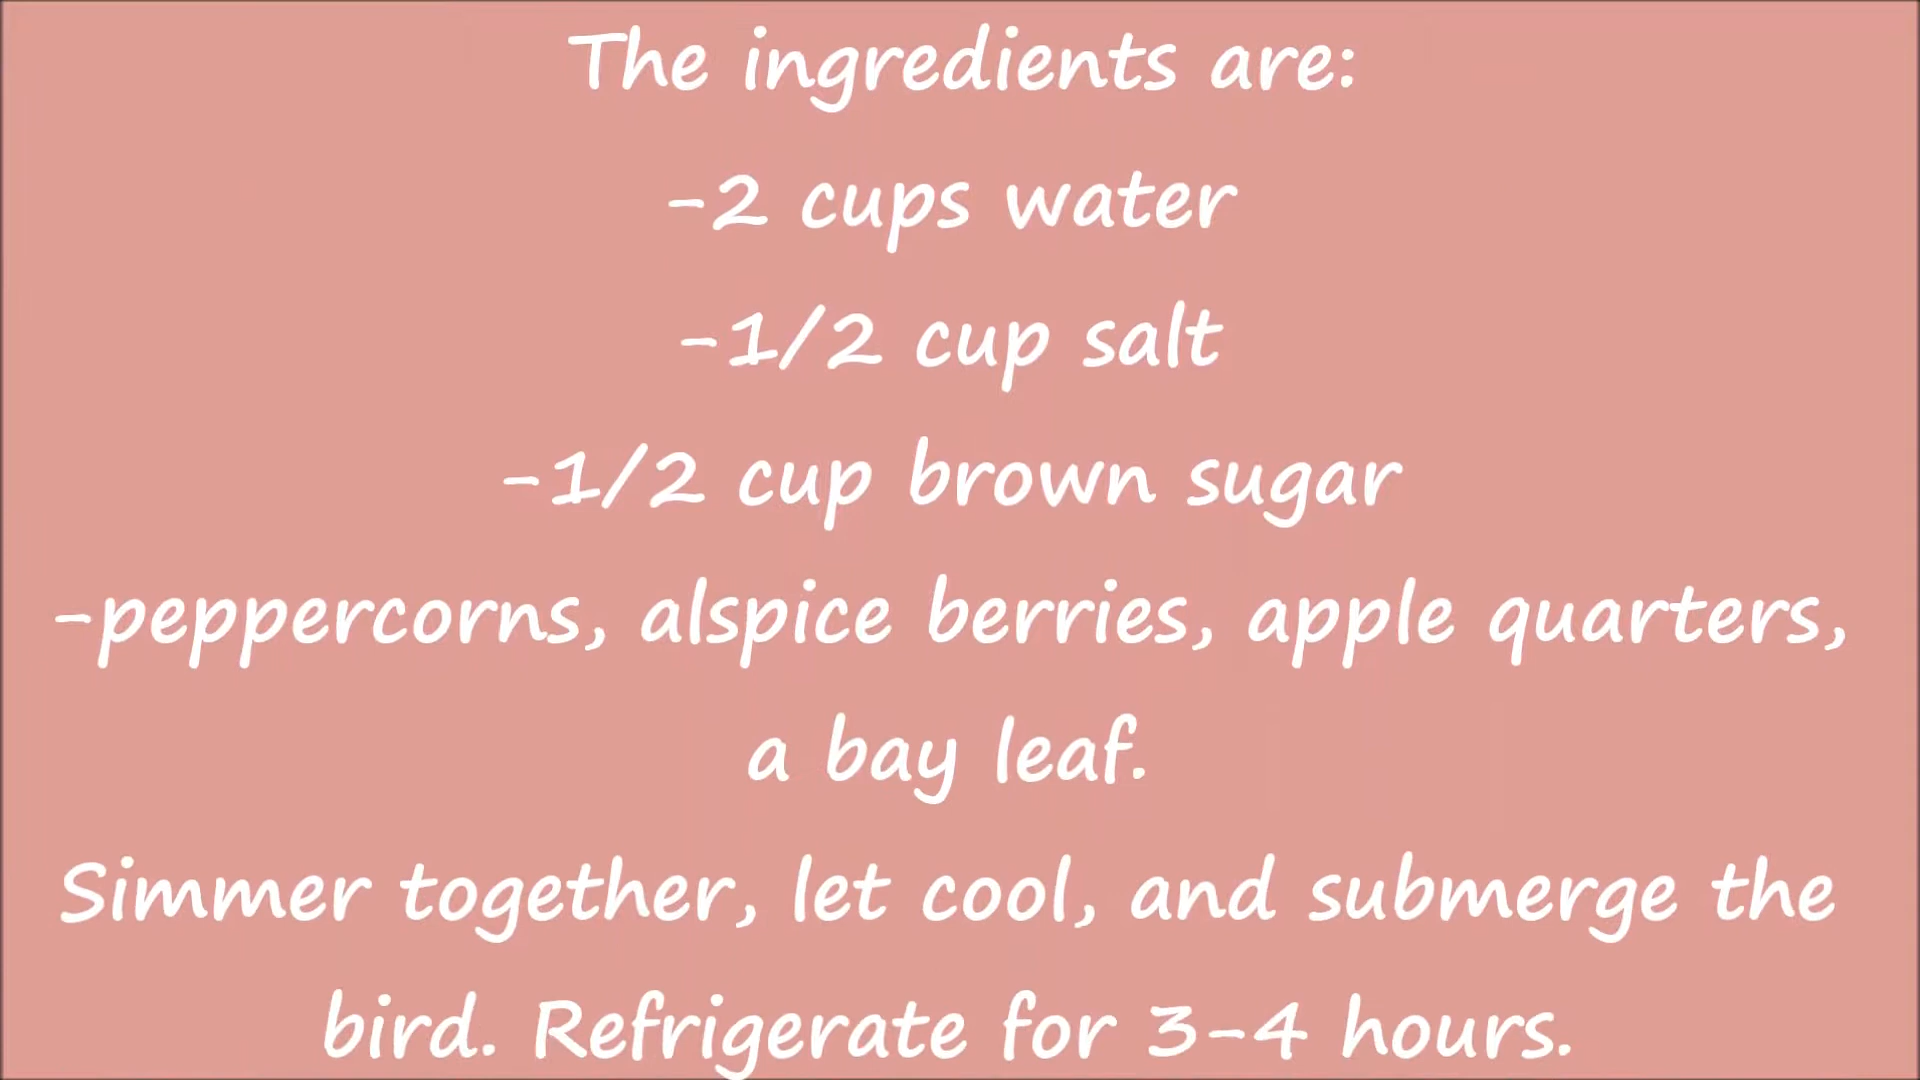 The ingredients are:
-2 cups water
-1/2 cup salt
-1/2 cup brown sugar
-peppercorns, alspice berries, apple quarters,
a bay leaf.
Simmer together, let cool, and submerge the
bird. Refrigerate for 3-4 hours.